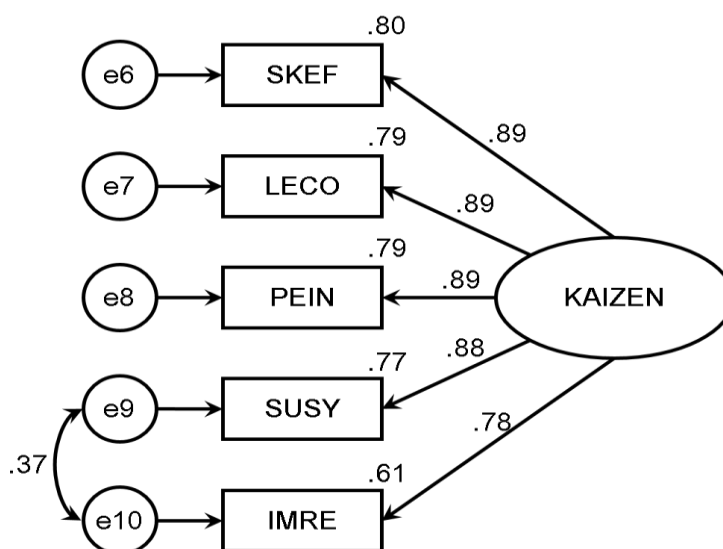 .80
e6 SKEF
.89
.79
e7 LECO
.89
.79
e8 PEIN .89 KAIZEN
.88
.77
e9 SUSY
.78
.37
.61
e10 IMRE